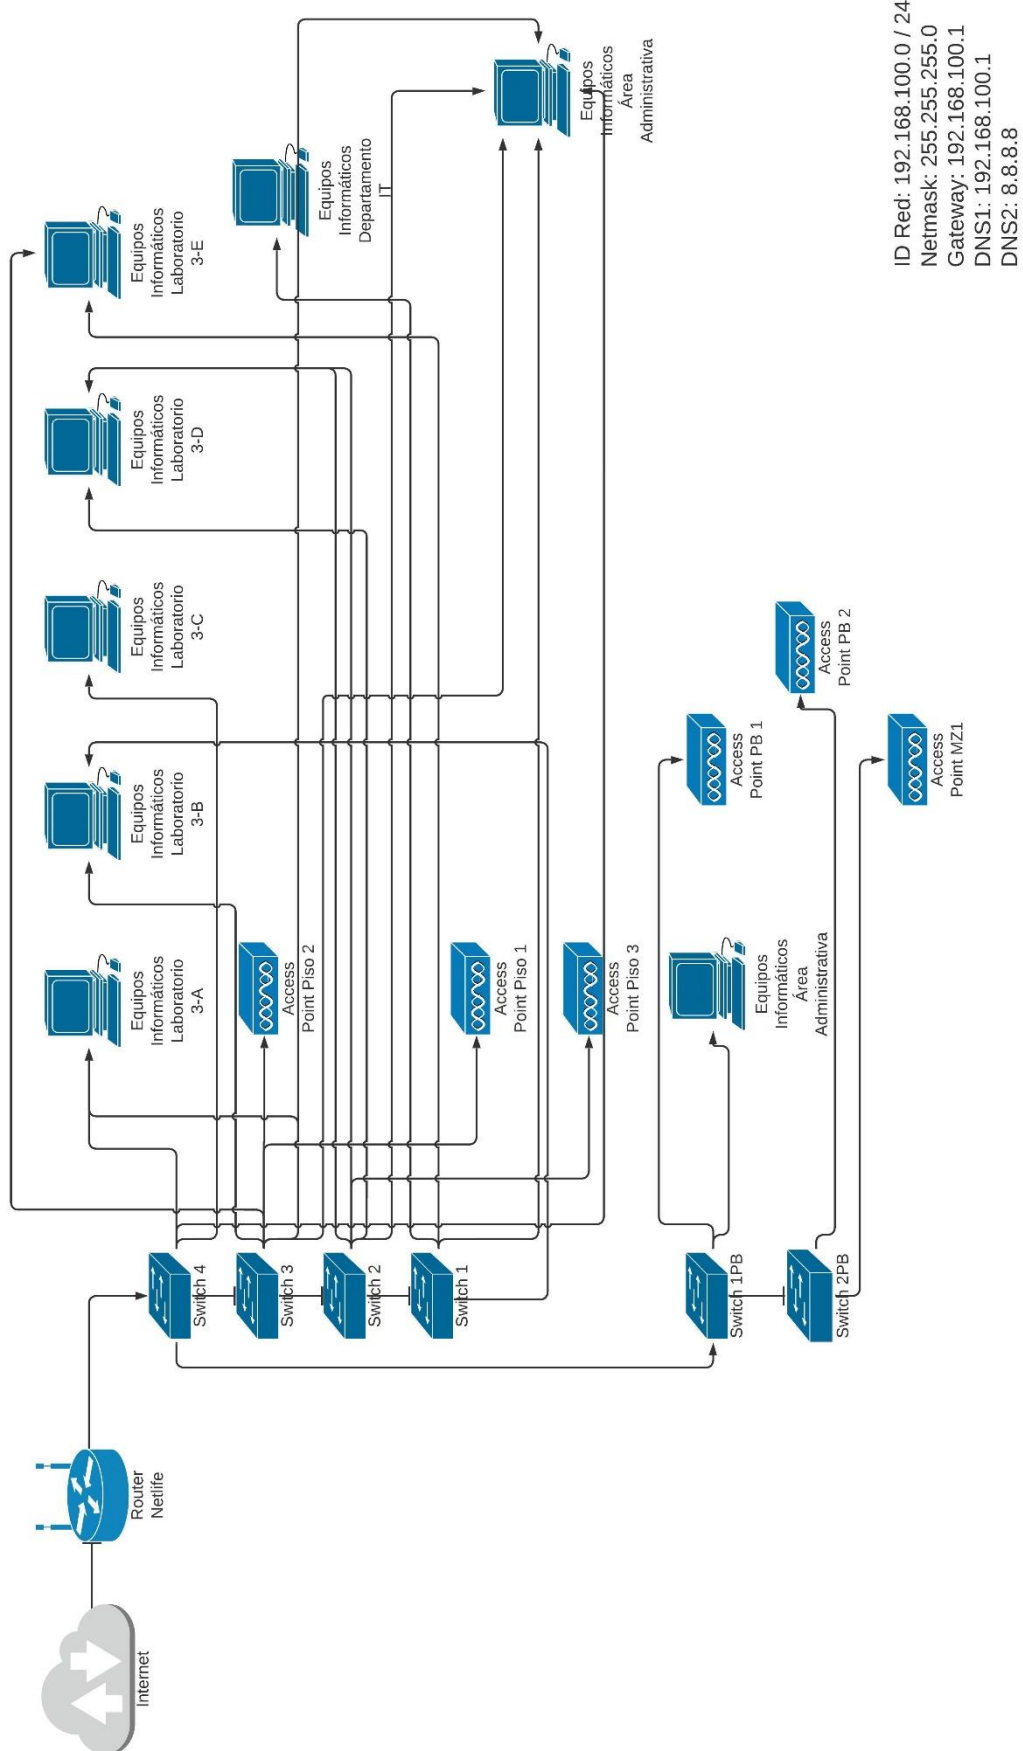 Internet
Router
Netlife
Switch 4
Switch 3
Switch 2
Switch 1
Switch 1PB
Switch 2PB
Equipos
Informáticos
Laboratorio
3-A
Equipos
Informáticos
Laboratorio
3-B
Equipos
Informáticos
Laboratorio
3-C
Equipos
Informáticos
Laboratorio
3-D
Equipos
Informáticos
Laboratorio
3-E
Access
Point Piso 2
Equipos
Informáticos
Departamento
IT
Access
Point Piso 1
Access
Point Piso 3
Equipos
Informáticos
Área
Administrativa
Equipos
Informáticos
Área
Administrativa
Access
Point PB 1
Access
Point PB 2
Access
Point MZ1
ID Red: 192.168.100.0 / 24
Netmask: 255.255.255.0
Gateway: 192.168.100.1
DNS1: 192.168.100.1
DNS2: 8.8.8.8